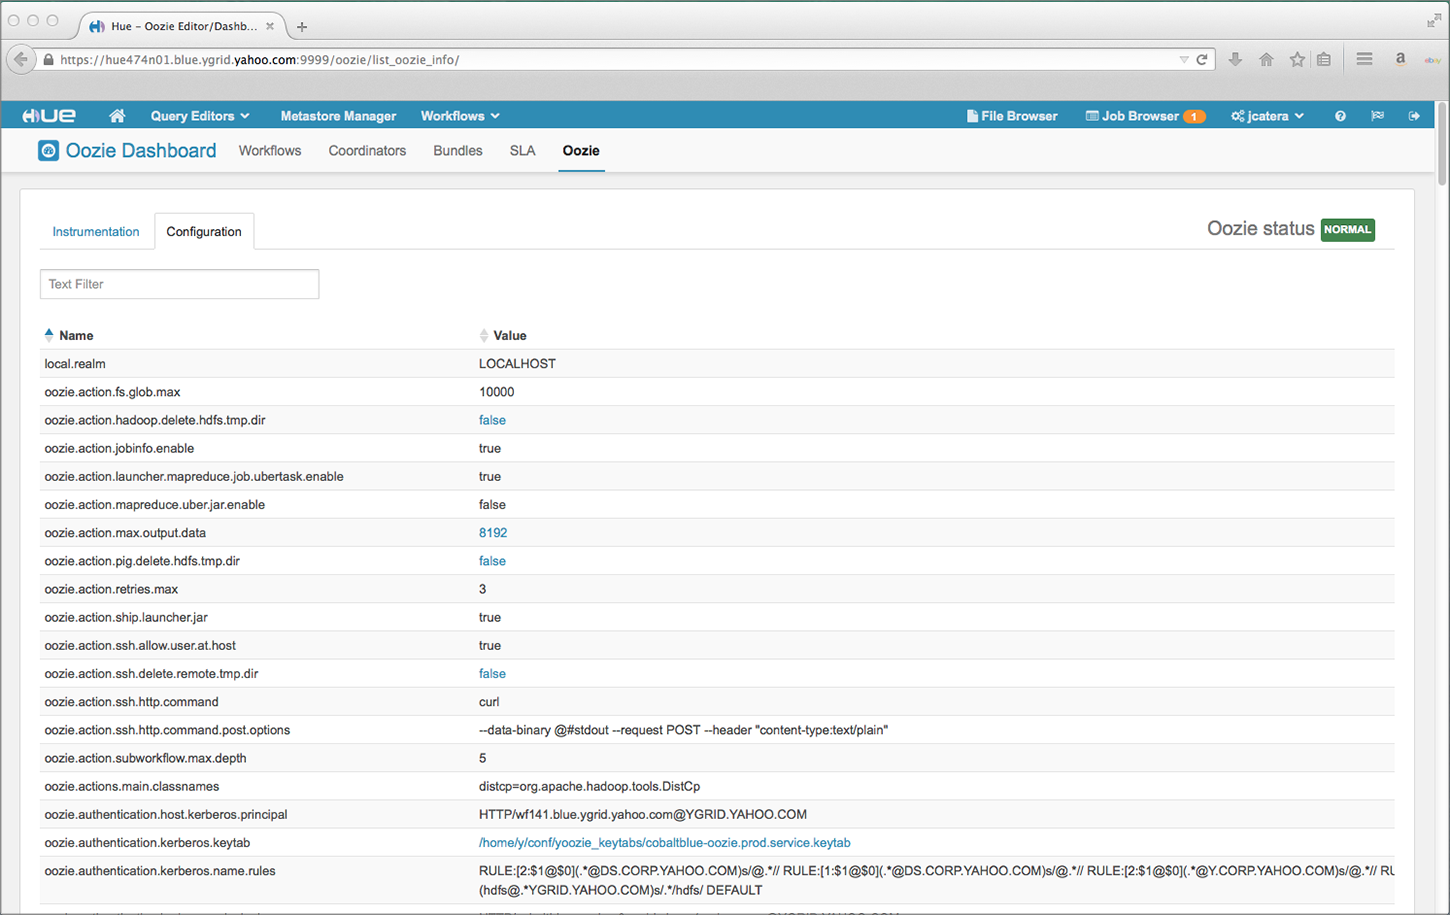 Hue - Oozie Editor/Dashb...
https://hue474n01.blue.ygrid.yahoo.com:9999/oozie/list_oozie_info/
a
ebay
HUE Query Editors Metastore Manager Workflows File Browser Job Browser 1 jcatera
Oozie Dashboard Workflows Coordinators Bundles SLA Oozie
Instrumentation Configuration Oozie status NORMAL
Text Filter
Name Value
local.realm LOCALHOST
oozie.action.fs.glob.max 10000
oozie.action.hadoop.delete.hdfs.tmp.dir false
oozie.action.jobinfo.enable true
oozie.action.launcher.mapreduce.job.ubertask.enable true
oozie.action.mapreduce.uber.jar.enable false
oozie.action.max.output.data 8192
oozie.action.pig.delete.hdfs.tmp.dir false
oozie.action.retries.max 3
oozie.action.ship.launcher.jar true
oozie.action.ssh.allow.user.at.host true
oozie.action.ssh.delete.remote.tmp.dir false
oozie.action.ssh.http.command curl
oozie.action.ssh.http.command.post.options --data-binary @#stdout --request POST --header "content-type:text/plain"
oozie.action.subworkflow.max.depth 5
oozie.actions.main.classnames distcp=org.apache.hadoop.tools.DistCp
oozie.authentication.host.kerberos.principal HTTP/wf141.blue.ygrid.yahoo.com@YGRID.YAHOO.COM
oozie.authentication.kerberos.keytab /home/y/conf/yoozie_keytabs/cobaltblue-oozie.prod.service.keytab
oozie.authentication.kerberos.name.rules RULE:[2:$1@$0](.*@DS.CORP.YAHOO.COM)s/@.*// RULE:[1:$1@$0](.*@DS.CORP.YAHOO.COM)s/@.*// RULE:[2:$1@$0](.*@Y.CORP.YAHOO.COM)s/@.*// RU
(hdfs@.*YGRID.YAHOO.COM)s/.*/hdfs/ DEFAULT